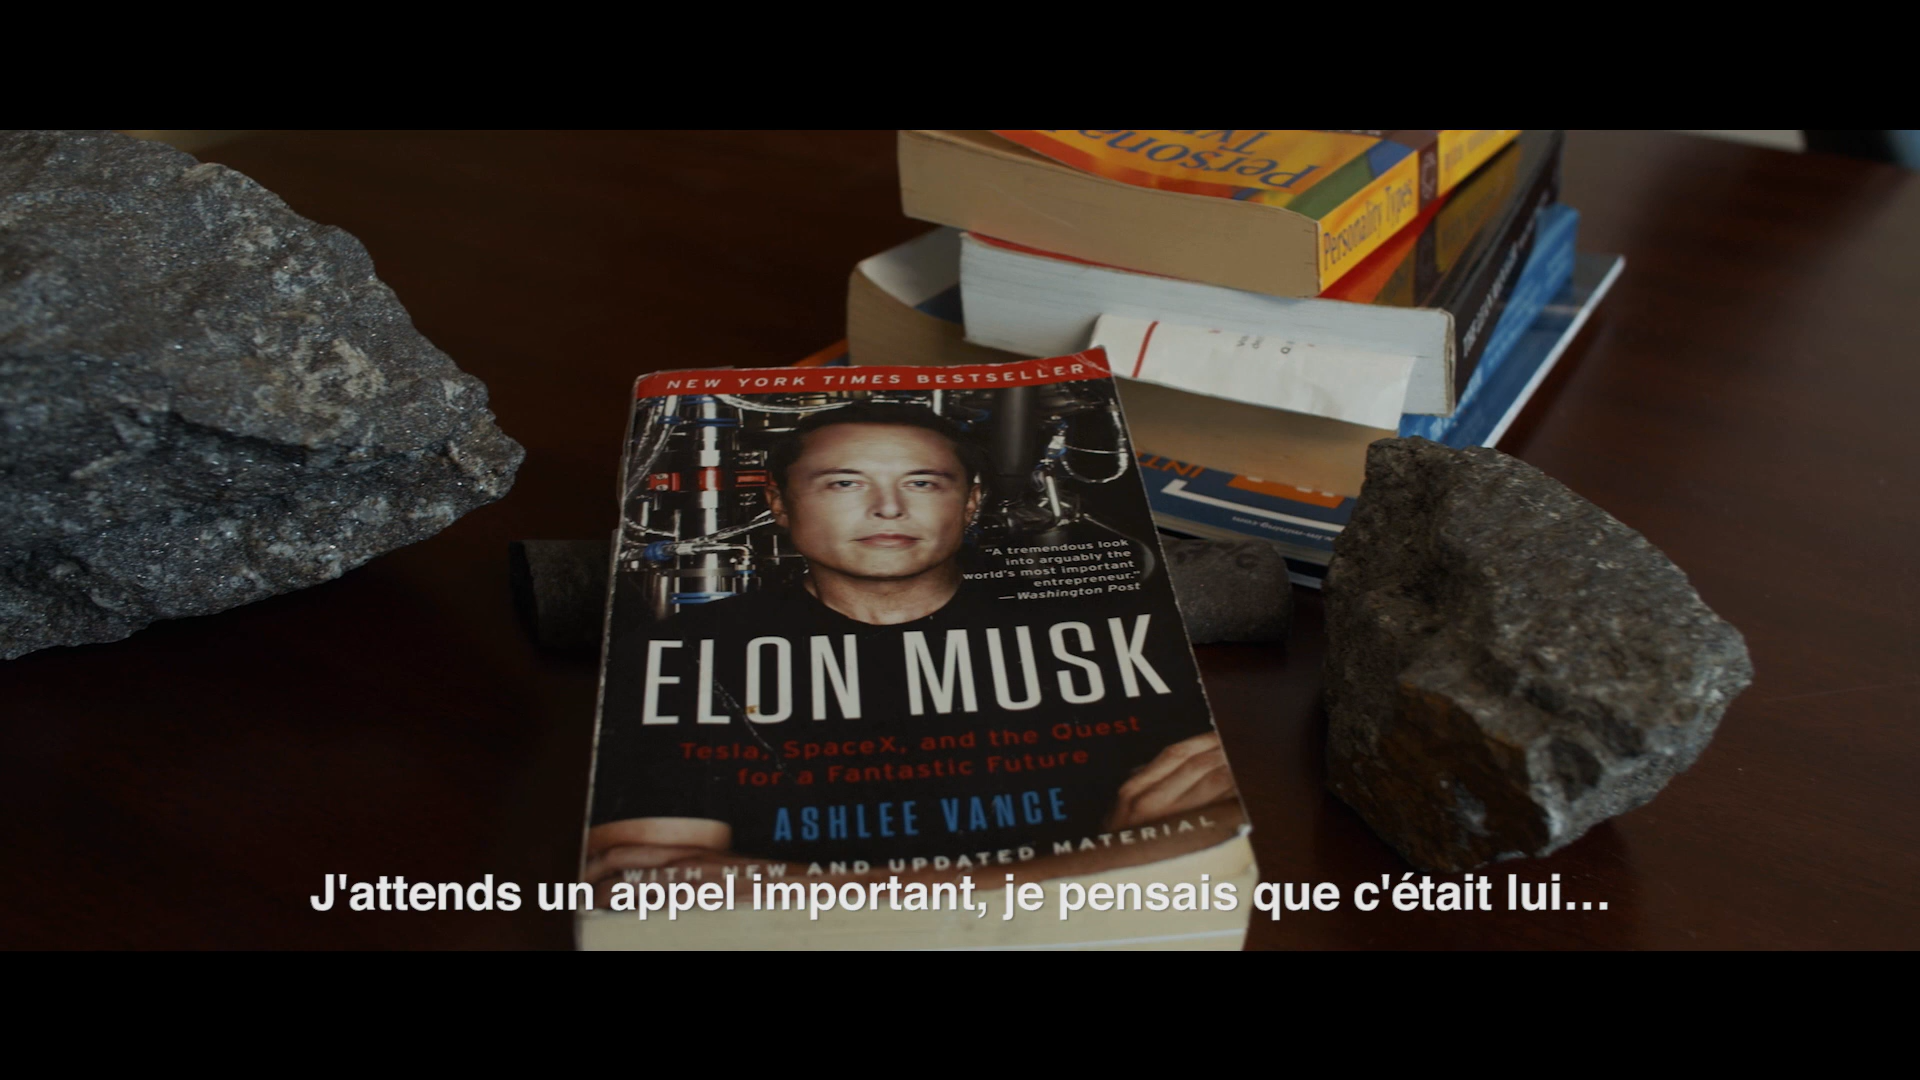 Persona
Ty
Personality Types
NEW YORK TIMES BESTSELLER
"A tremendous look
into arguably the
world's most important
entrepreneur."
—Washington Post
ELON MUSK
Tesla, SpaceX, and the Quest
for a Fantastic Future
ASHLEE VANCE
WITH NEW AND UPDATED MATERIAL
J'attends un appel important, je pensais que c'était lui...